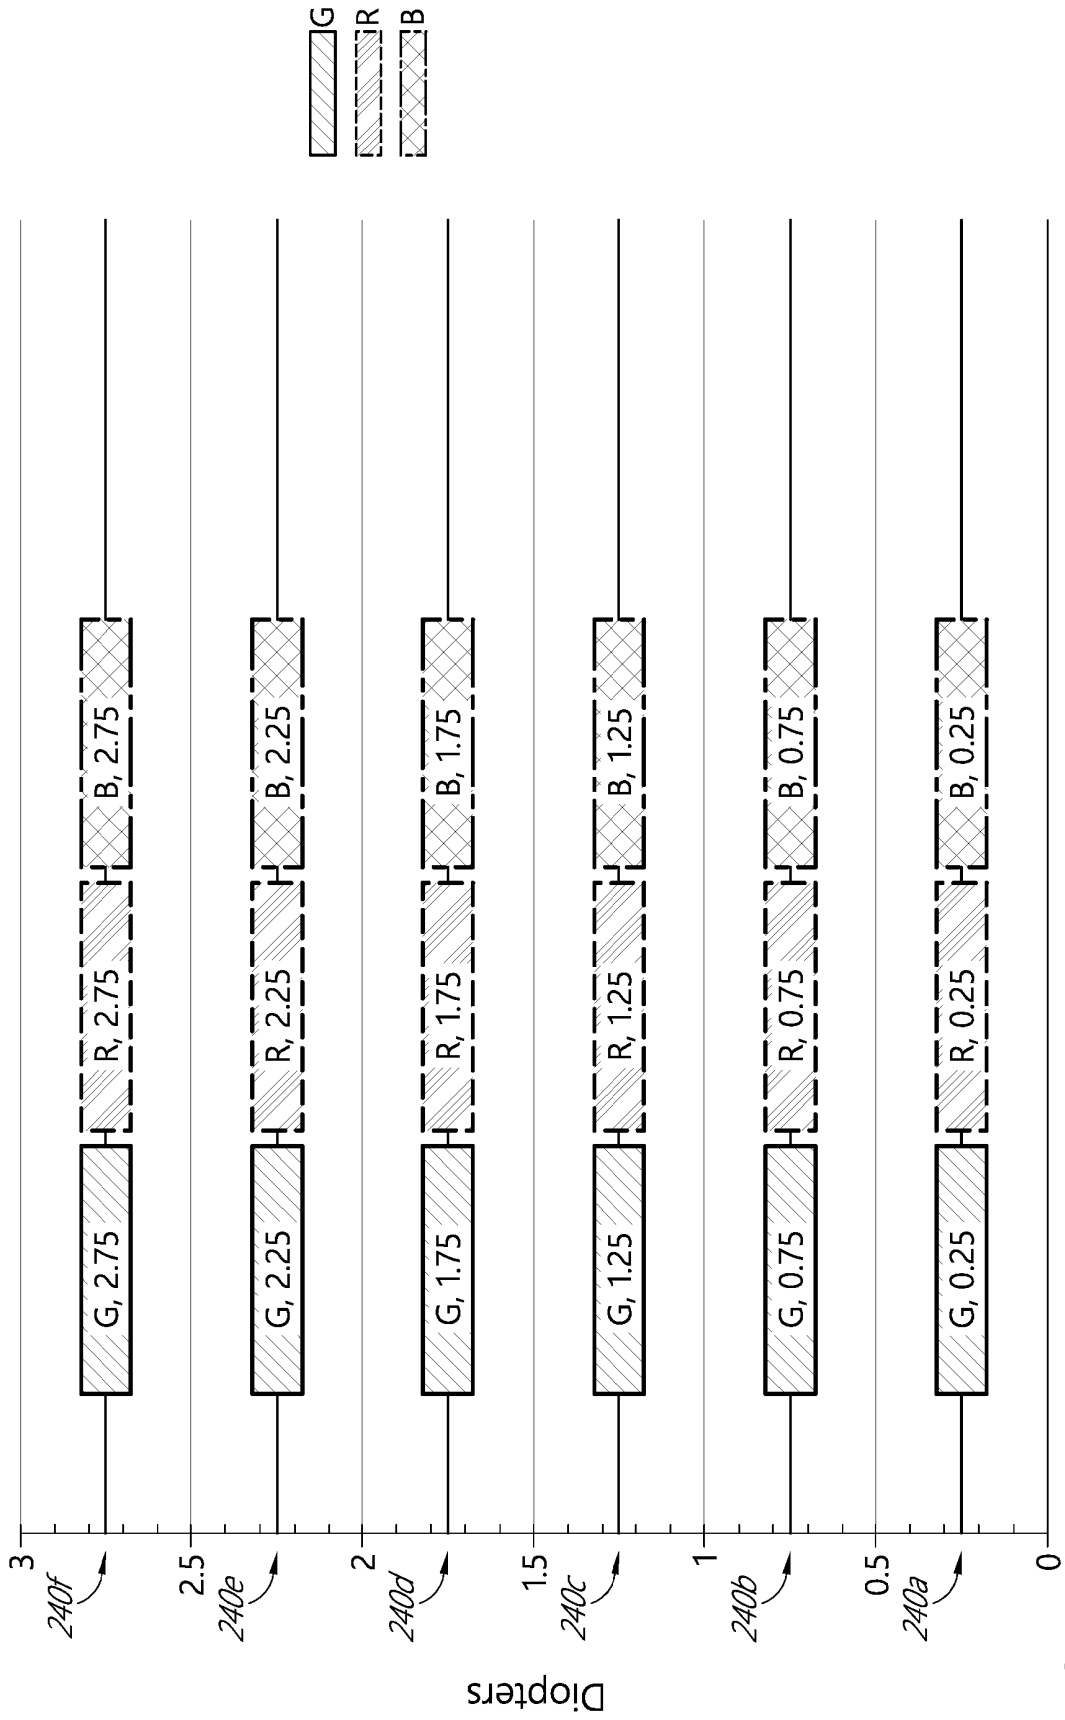 Diopters
3
240f
G, 2.75
R, 2.75
B, 2.75
2.5
240e
G, 2.25
R, 2.25
B, 2.25
2
240d
G, 1.75
R, 1.75
B, 1.75
1.5
240c
G, 1.25
R, 1.25
B, 1.25
1
240b
G, 0.75
R, 0.75
B, 0.75
0.5
240a
G, 0.25
R, 0.25
B, 0.25
0
G
R
B